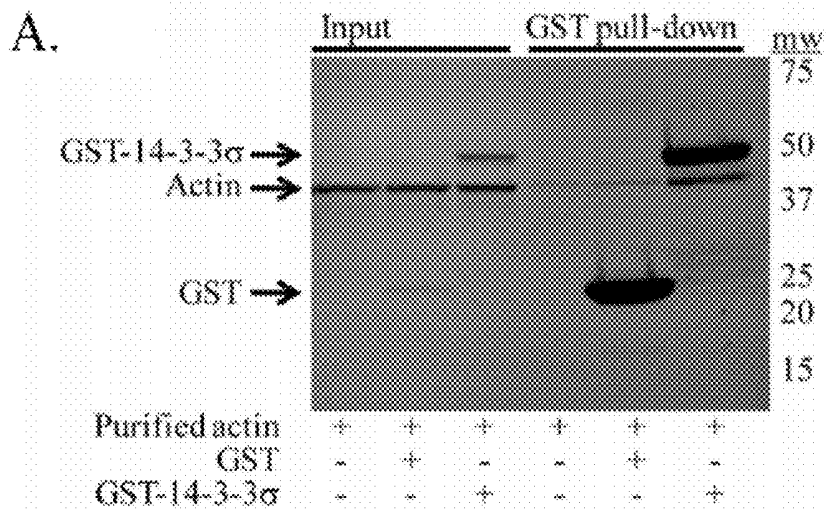 A.
Input GST pull-down mw
75
GST-14-3-3σ 50
Actin 37
GST 25
20
15
Purified actin + + + + + +
GST - + - - + -
GST-14-3-3σ - - + - - +